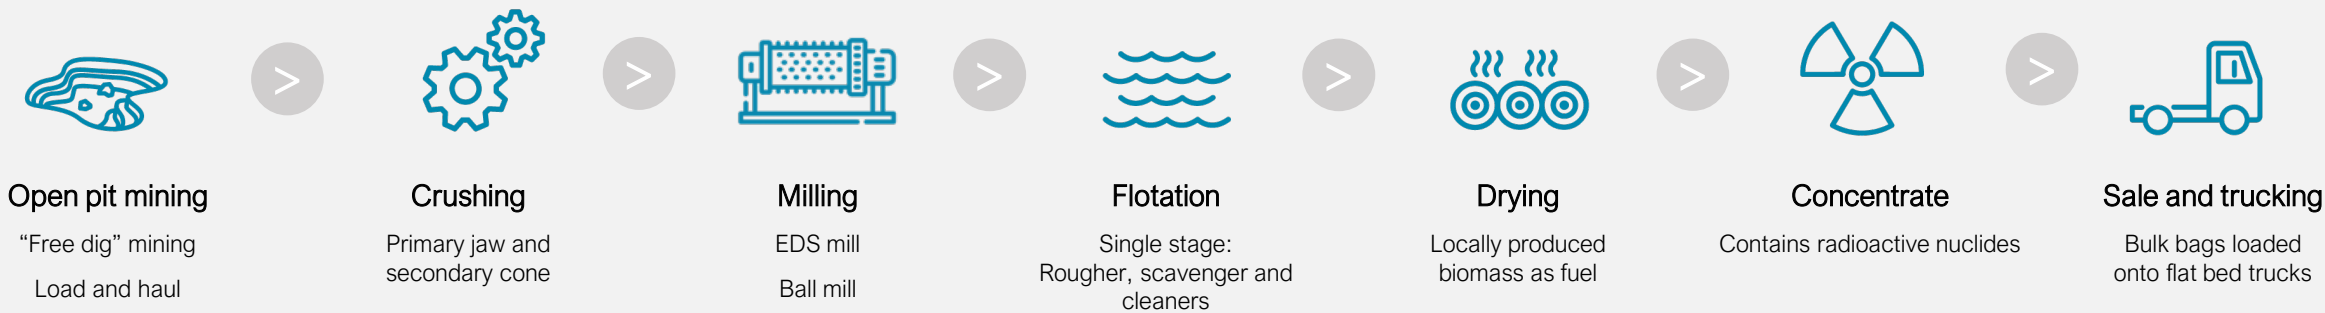 >
>
>
>
>
>
Open pit mining
“Free dig” mining
Load and haul
Crushing
Primary jaw and
secondary cone
Milling
EDS mill
Ball mill
Flotation
Single stage:
Rougher, scavenger and
cleaners
Drying
Locally produced
biomass as fuel
Concentrate
Contains radioactive nuclides
Sale and trucking
Bulk bags loaded
onto flat bed trucks